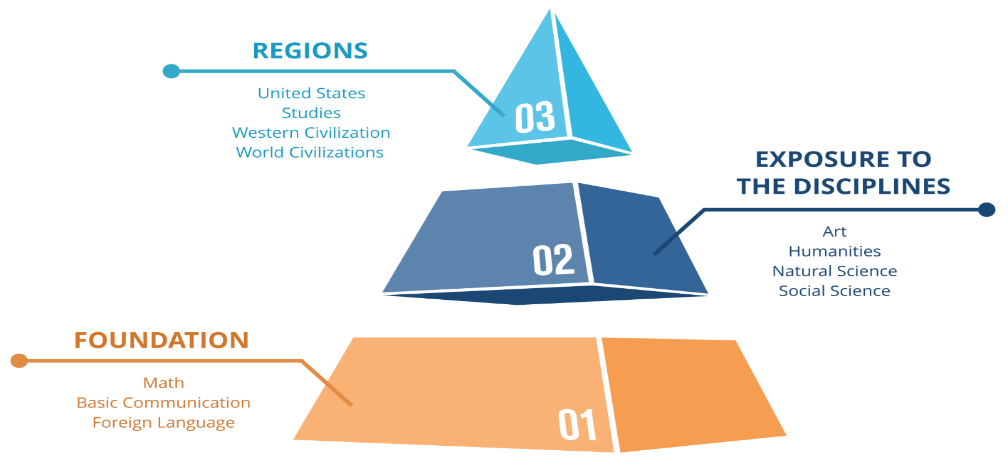 REGIONS
United States
Studies
Western Civilization
World Civilizations
03
EXPOSURE TO
THE DISCIPLINES
Art
Humanities
Natural Science
Social Science
02
FOUNDATION
Math
Basic Communication
Foreign Language
01